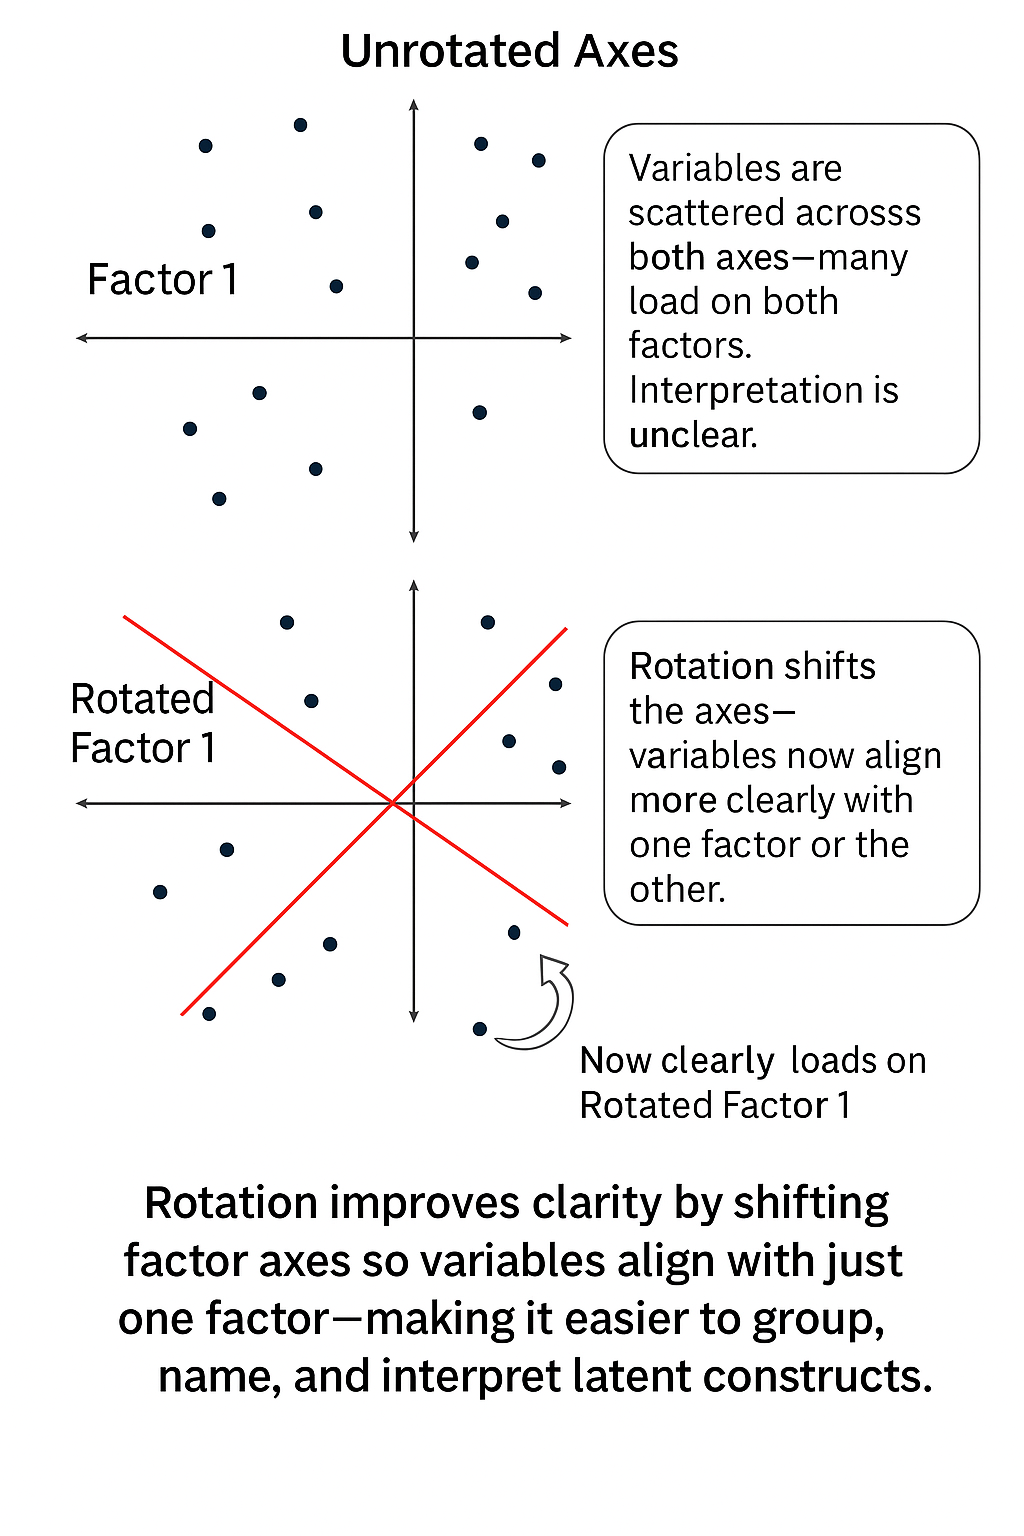 Unrotated Axes
Factor 1
Variables are
scattered acrosss
both axes—many
load on both
factors.
Interpretation is
unclear.
Rotated
Factor 1
Rotation shifts
the axes—
variables now align
more clearly with
one factor or the
other.
Now clearly loads on
Rotated Factor 1
Rotation improves clarity by shifting
factor axes so variables align with just
one factor—making it easier to group,
name, and interpret latent constructs.